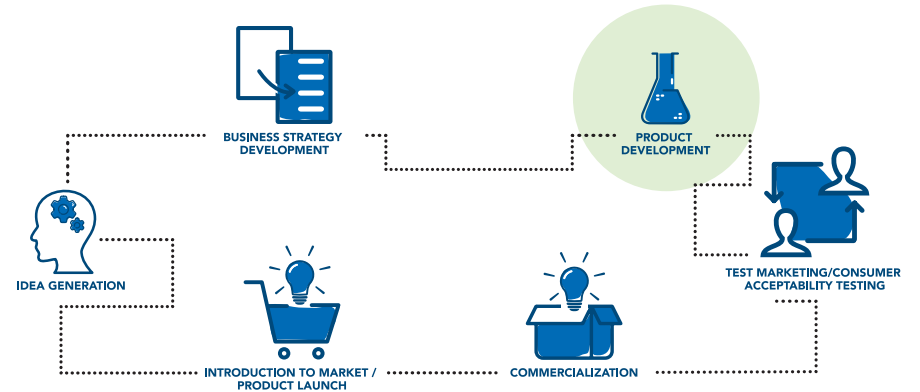 BUSINESS STRATEGY
DEVELOPMENT
PRODUCT
DEVELOPMENT
IDEA GENERATION
TEST MARKETING/CONSUMER
ACCEPTABILITY TESTING
INTRODUCTION TO MARKET /
PRODUCT LAUNCH
COMMERCIALIZATION